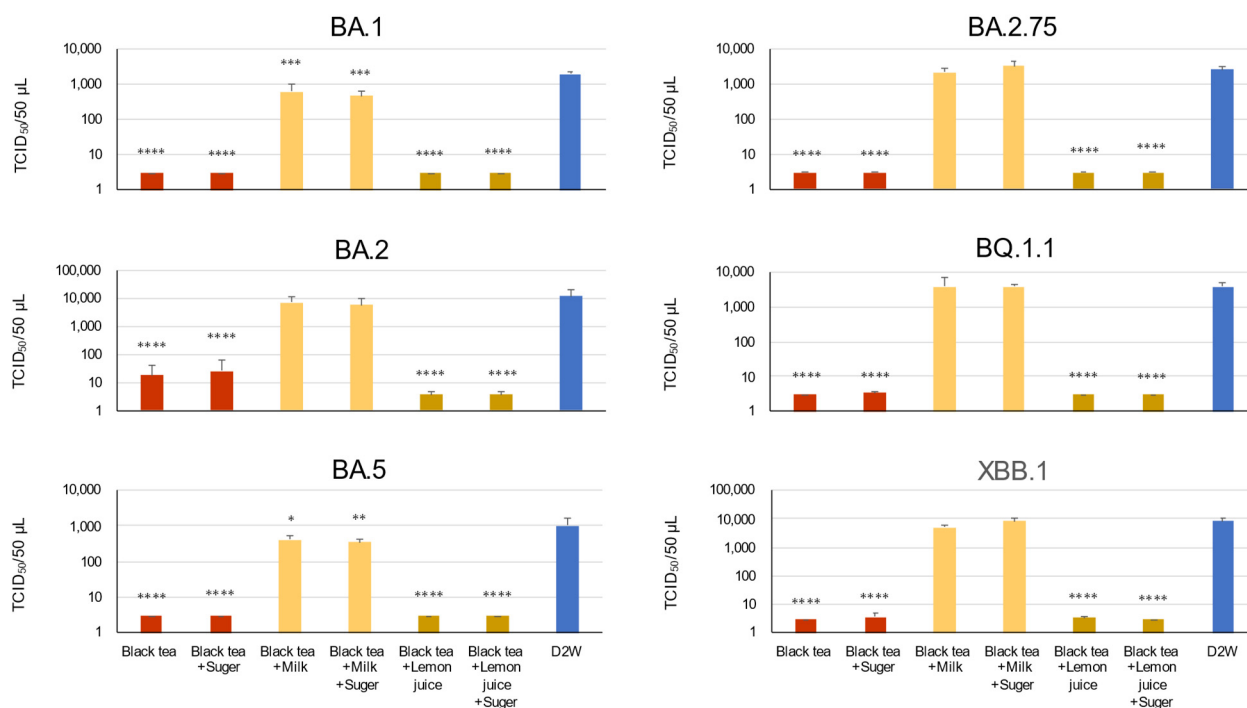 BA.1
10,000
1,000
100
10
1
TCID50/50 µL
****
****
***
***
****
****
BA.2.75
10,000
1,000
100
10
1
TCID50/50 µL
****
****
****
****
BA.2
100,000
10,000
1,000
100
10
1
TCID50/50 µL
****
****
****
****
BQ.1.1
10,000
1,000
100
10
1
TCID50/50 µL
****
****
****
****
BA.5
10,000
1,000
100
10
1
TCID50/50 µL
****
****
*
**
****
****
Black tea
Black tea
+Suger
Black tea
+Milk
Black tea
+Milk
+Suger
Black tea
+Lemon
juice
Black tea
+Lemon
juice
+Suger
D2W
XBB.1
100,000
10,000
1,000
100
10
1
TCID50/50 µL
****
****
****
****
Black tea
Black tea
+Suger
Black tea
+Milk
Black tea
+Milk
+Suger
Black tea
+Lemon
juice
Black tea
+Lemon
juice
+Suger
D2W